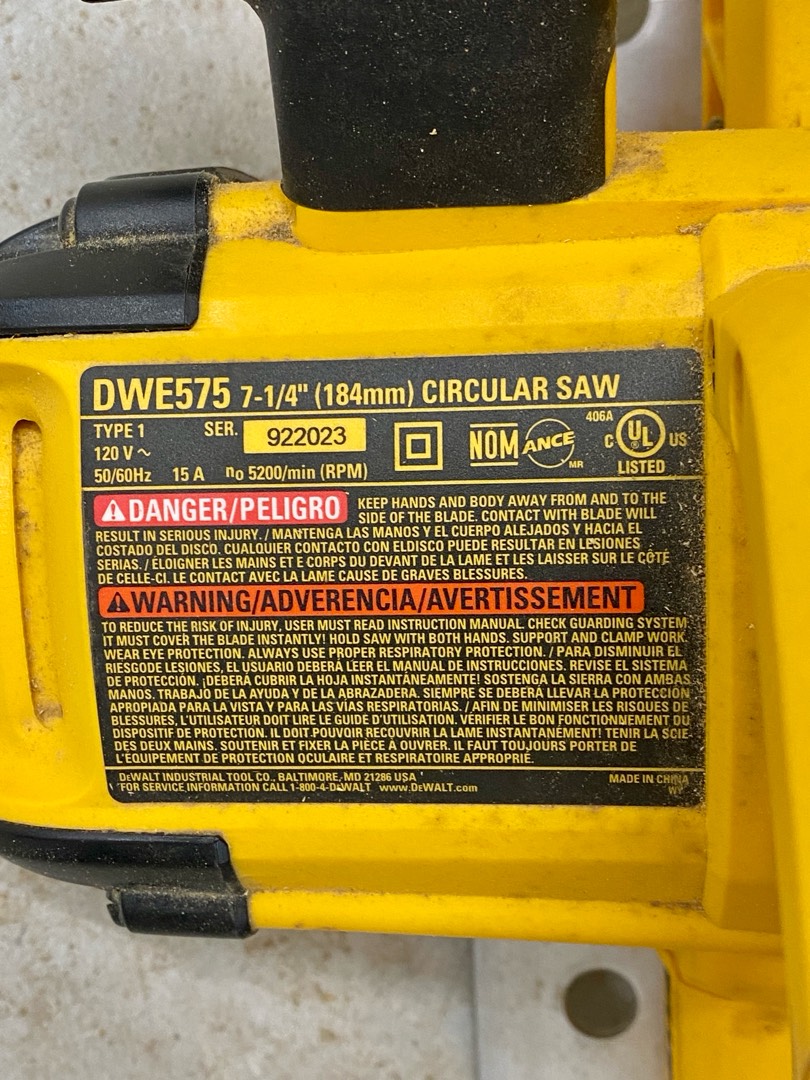 DWE575 7-1/4" (184mm) CIRCULAR SAW
TYPE 1 SER. 922023
120 V ~
50/60Hz 15 A no 5200/min (RPM)
NOM ANCE MR
406A
C UL US
LISTED
DANGER/PELIGRO KEEP HANDS AND BODY AWAY FROM AND TO THE
SIDE OF THE BLADE. CONTACT WITH BLADE WILL
RESULT IN SERIOUS INJURY. / MANTENGA LAS MANOS Y EL CUERPO ALEJADOS Y HACIA EL
COSTADO DEL DISCO. CUALQUIER CONTACTO CON ELDISCO PUEDE RESULTAR EN LESIONES
SERIAS. / ÉLOIGNER LES MAINS ET E CORPS DU DEVANT DE LA LAME ET LES LAISSER SUR LE CÔTÉ
DE CELLE-CI. LE CONTACT AVEC LA LAME CAUSE DE GRAVES BLESSURES.
WARNING/ADVERENCIA/AVERTISSEMENT
TO REDUCE THE RISK OF INJURY, USER MUST READ INSTRUCTION MANUAL. CHECK GUARDING SYSTEM
IT MUST COVER THE BLADE INSTANTLY! HOLD SAW WITH BOTH HANDS. SUPPORT AND CLAMP WORK
WEAR EYE PROTECTION. ALWAYS USE PROPER RESPIRATORY PROTECTION. / PARA DISMINUIR EL
RIESGODE LESIONES, EL USUARIO DEBERÁ LEER EL MANUAL DE INSTRUCCIONES. REVISE EL SISTEMA
DE PROTECCIÓN. ¡DEBERÁ CUBRIR LA HOJA INSTANTÁNEAMENTE! SOSTENGA LA SIERRA CON AMBAS
MANOS. TRABAJO DE LA AYUDA Y DE LA ABRAZADERA. SIEMPRE SE DEBERÁ LLEVAR LA PROTECCIÓN
APROPIADA PARA LA VISTA Y PARA LAS VÍAS RESPIRATORIAS. / AFIN DE MINIMISER LES RISQUES DE
BLESSURES, L'UTILISATEUR DOIT LIRE LE GUIDE D'UTILISATION. VÉRIFIER LE BON FONCTIONNEMENT DU
DISPOSITIF DE PROTECTION. IL DOIT POUVOIR RECOUVRIR LA LAME INSTANTANÉMENT! TENIR LA SCIE
DES DEUX MAINS. SOUTENIR ET FIXER LA PIÈCE À OUVRER. IL FAUT TOUJOURS PORTER DE
L'ÉQUIPEMENT DE PROTECTION OCULAIRE ET RESPIRATOIRE APPROPRIÉ.
DEWALT INDUSTRIAL TOOL CO., BALTIMORE, MD 21286 USA MADE IN CHINA
FOR SERVICE INFORMATION CALL 1-800-4-DEWALT www.DEWALT.com WY